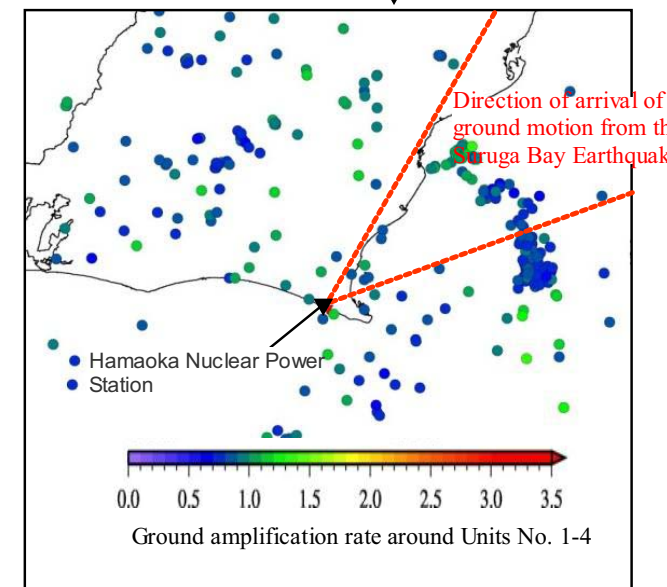 Direction of arrival of
ground motion from th
Suruga Bay Earthquak
Hamaoka Nuclear Power
Station
0.0 0.5 1.0 1.5 2.0 2.5 3.0 3.5
Ground amplification rate around Units No. 1-4